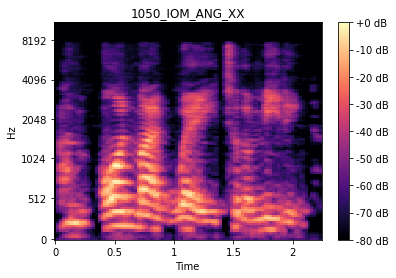 1050_IOM_ANG_XX
+0 dB
8192
-10 dB
4096
-20 dB
-30 dB
2048
Hz
-40 dB
1024
-50 dB
512
-60 dB
-70 dB
0
-80 dB
0 0.5 1 1.5 2
Time